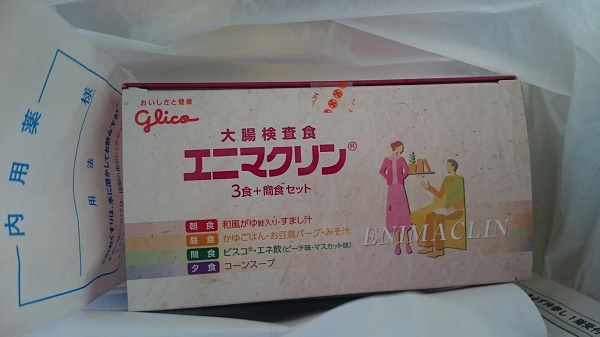 おいしさと健康
glico
大腸検査食
エニマクリン®
3食+間食セット
朝食 和風がゆ鮭入り・すまし汁
昼食 かゆごはん・お豆腐バーグ・みそ汁
間食 ビスコ®・エネ飲(ピーチ味・マスカット味)
夕食 コーンスープ
ENIMACLIN
内用薬
様
用法